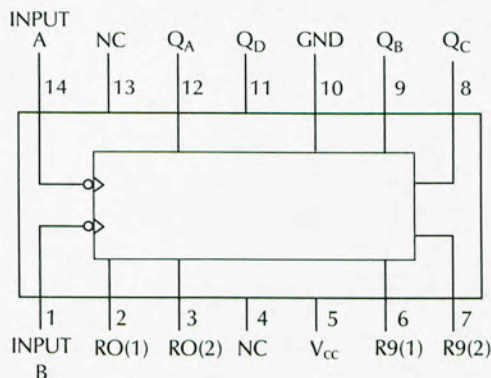 INPUT
A NC Q_A Q_D GND Q_B Q_C
14 13 12 11 10 9 8
1 2 3 4 5 6 7
INPUT RO(1) RO(2) NC V_CC R9(1) R9(2)
B